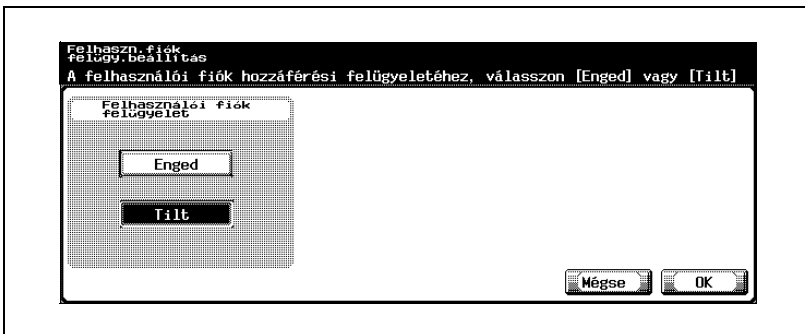 Felhaszn.fiók
felügy.beállítás
A felhasználói fiók hozzáférési felügyeletéhez, válasszon [Enged] vagy [Tilt]
Felhasználói fiók
felügyelet
Enged
Tilt
Mégse
OK